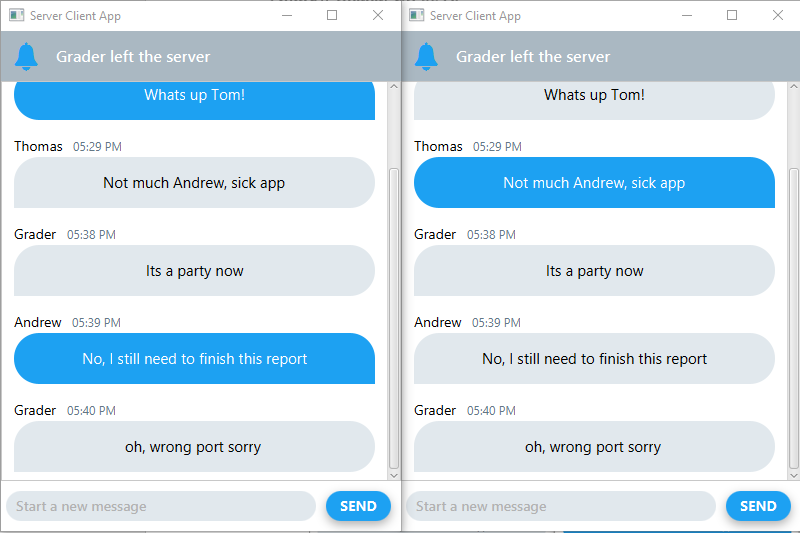 Server Client App
Grader left the server
Whats up Tom!
Thomas 05:29 PM
Not much Andrew, sick app
Grader 05:38 PM
Its a party now
Andrew 05:39 PM
No, I still need to finish this report
Grader 05:40 PM
oh, wrong port sorry
Start a new message SEND
Server Client App
Grader left the server
Whats up Tom!
Thomas 05:29 PM
Not much Andrew, sick app
Grader 05:38 PM
Its a party now
Andrew 05:39 PM
No, I still need to finish this report
Grader 05:40 PM
oh, wrong port sorry
Start a new message SEND